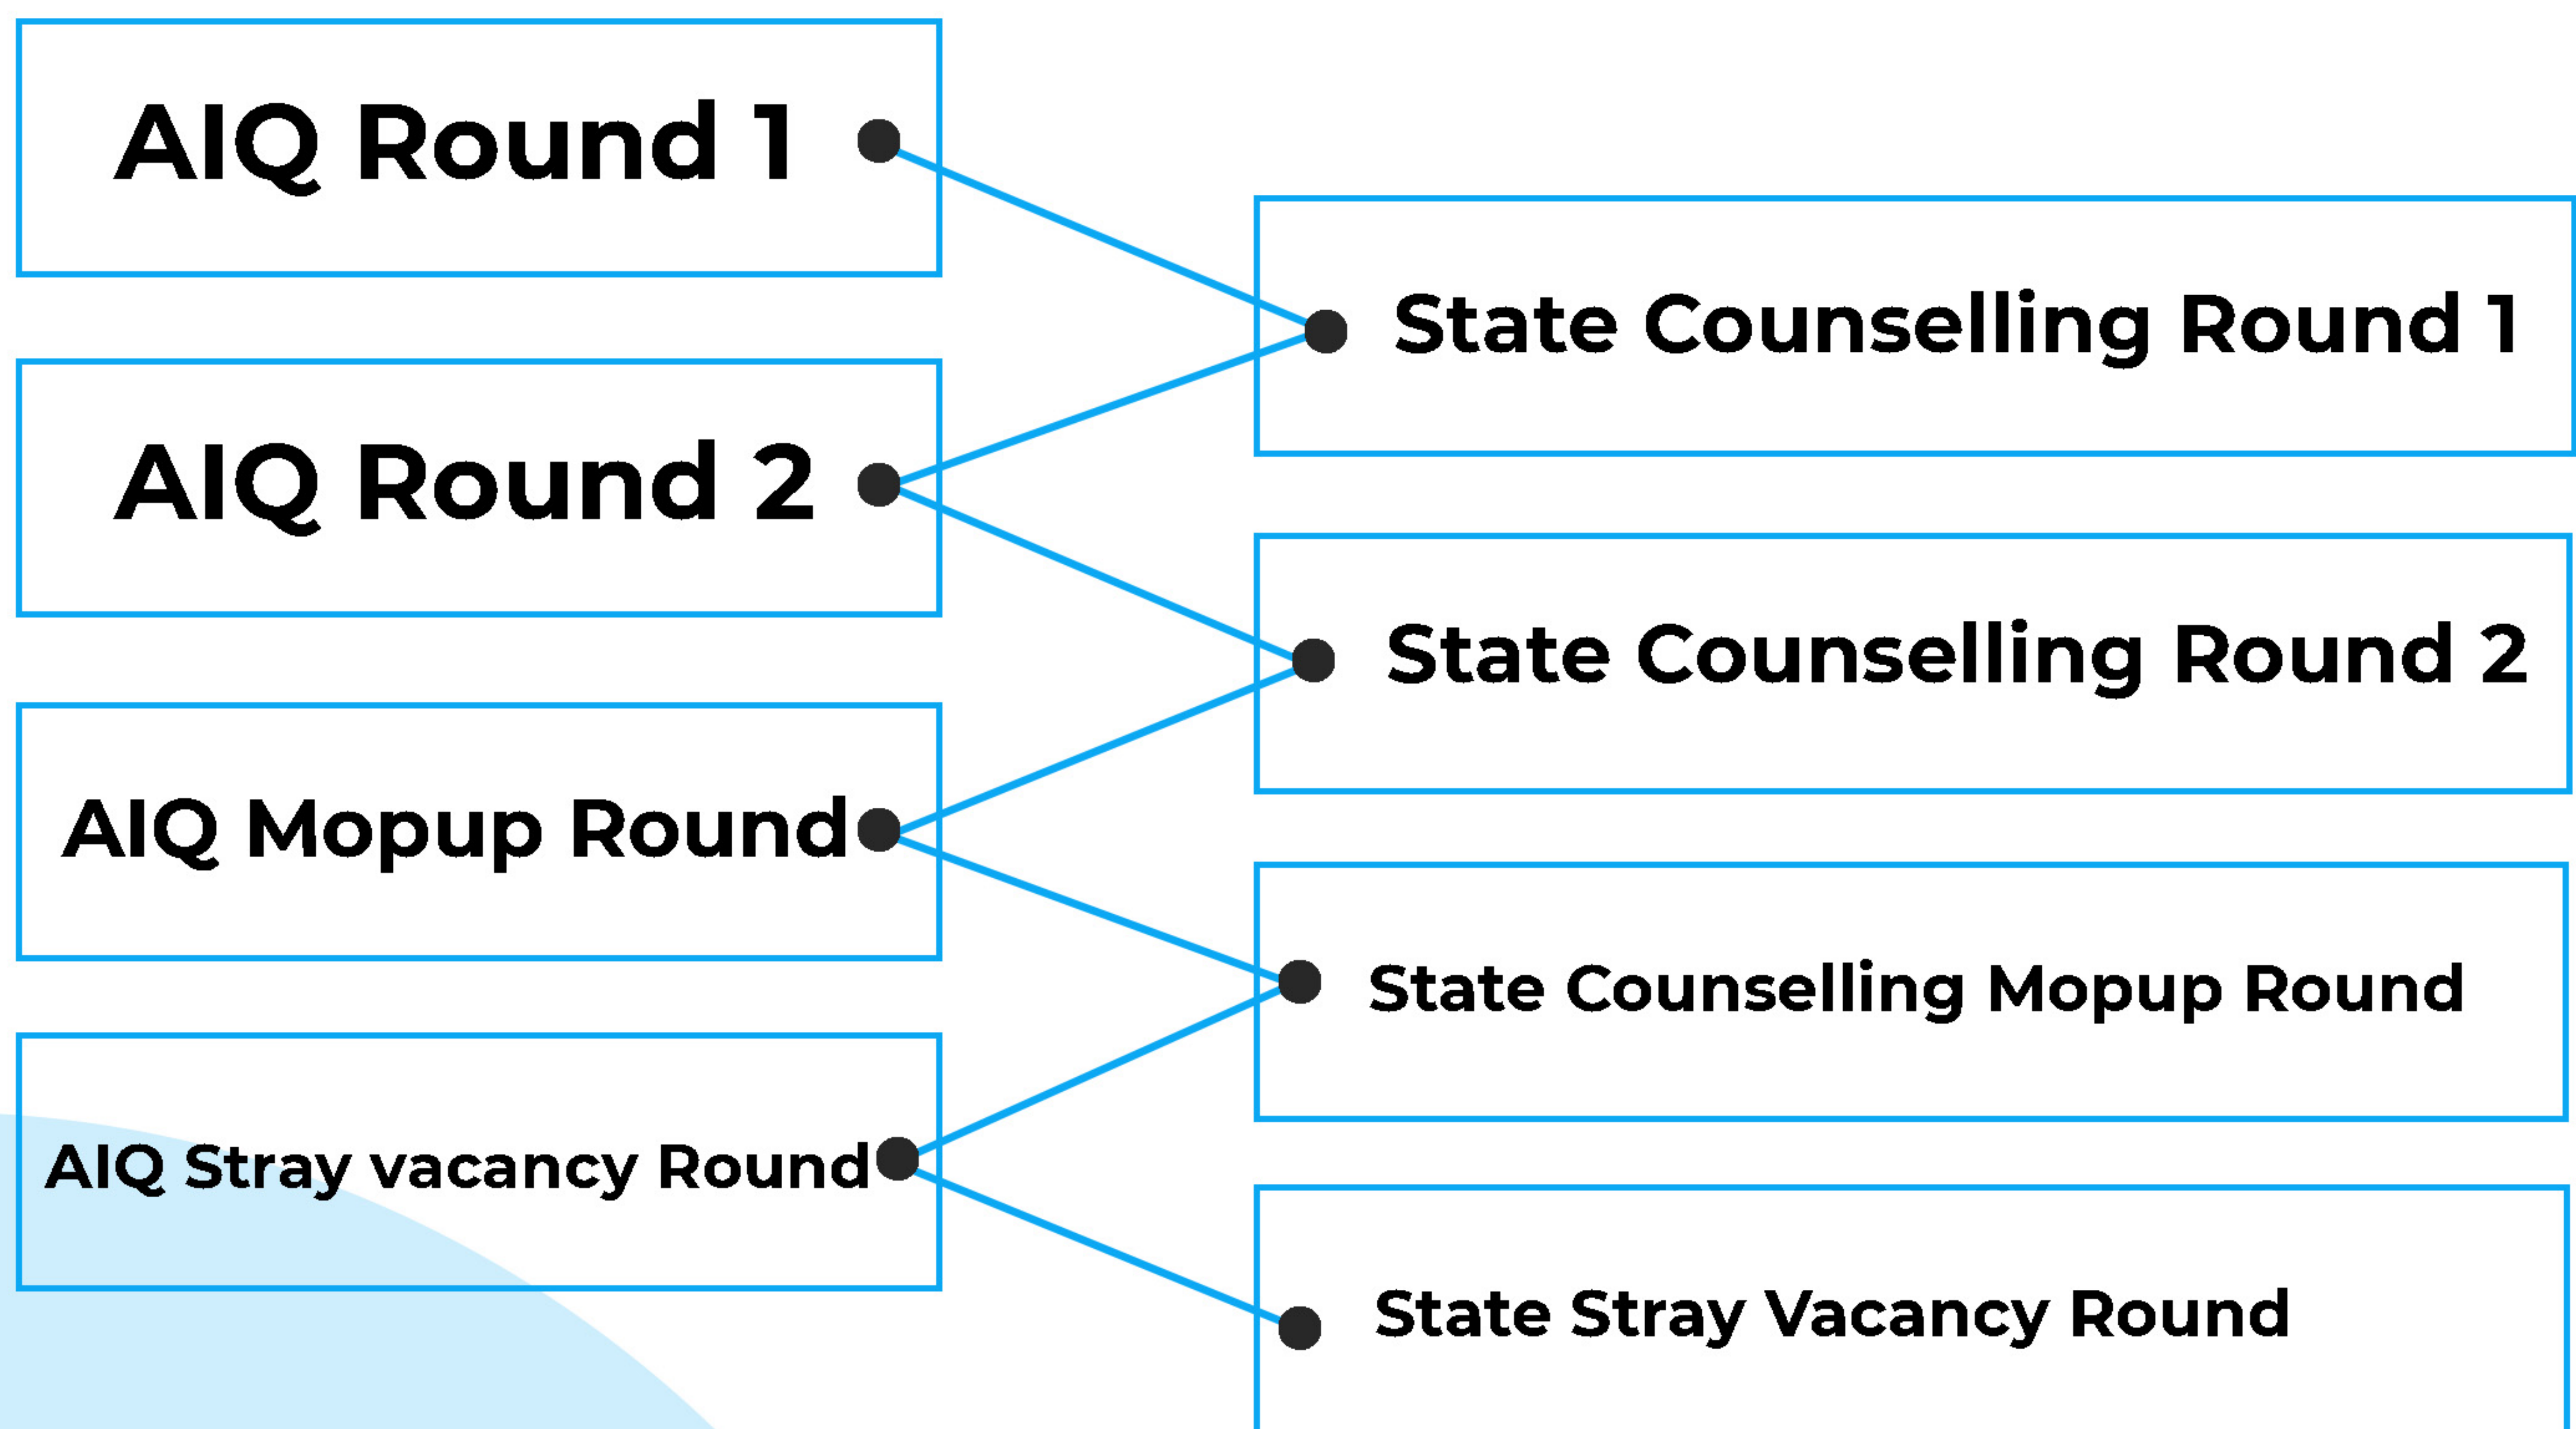 AIQ Round 1
State Counselling Round 1
AIQ Round 2
State Counselling Round 2
AIQ Mopup Round
State Counselling Mopup Round
AIQ Stray vacancy Round
State Stray Vacancy Round